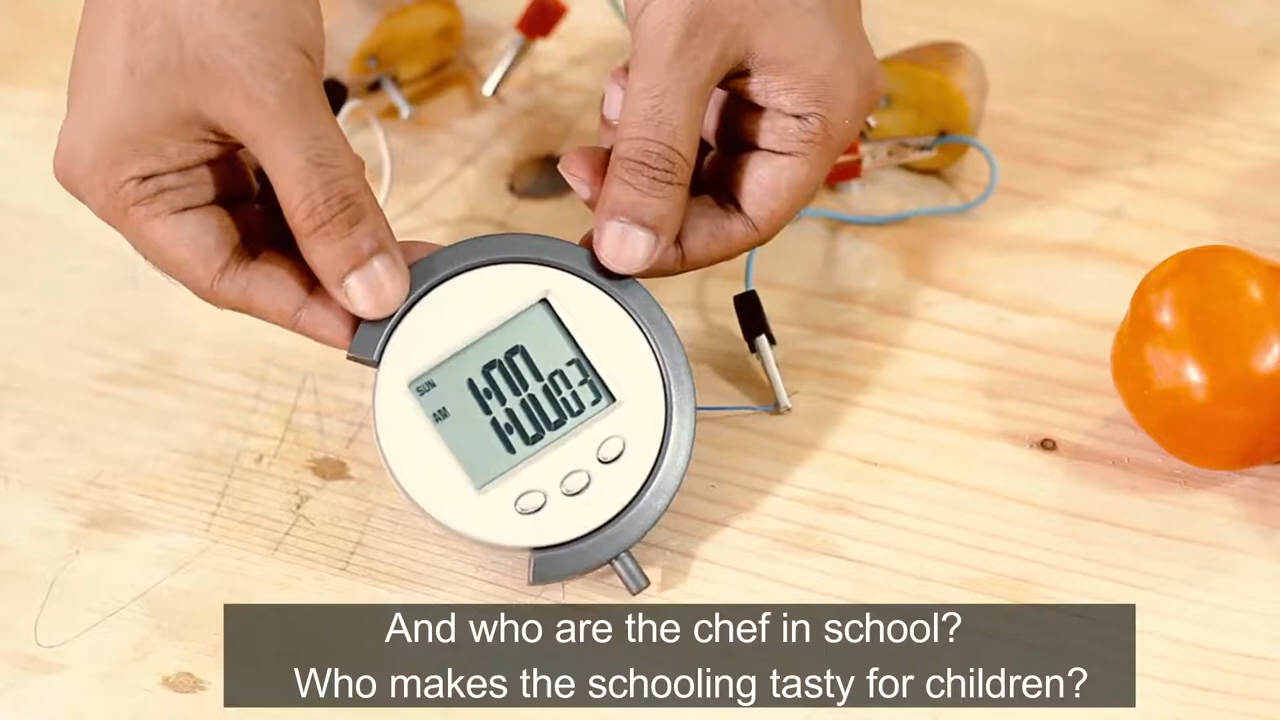 SUN
AM
1:00 03
And who are the chef in school?
Who makes the schooling tasty for children?